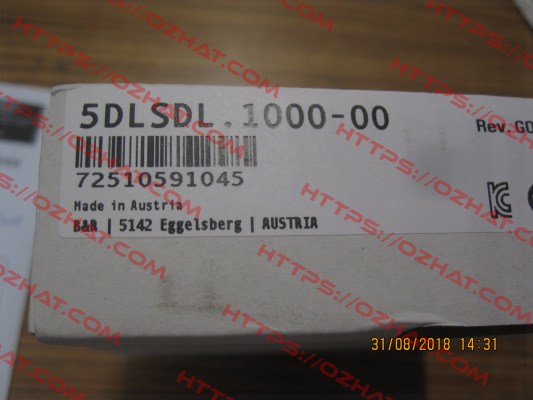 5DLSDL.1000-00
Rev. G0
72510591045
Made in Austria
B&R | 5142 Eggelsberg | AUSTRIA
31/08/2018 14:31
HTTPS://OZHAT.COM